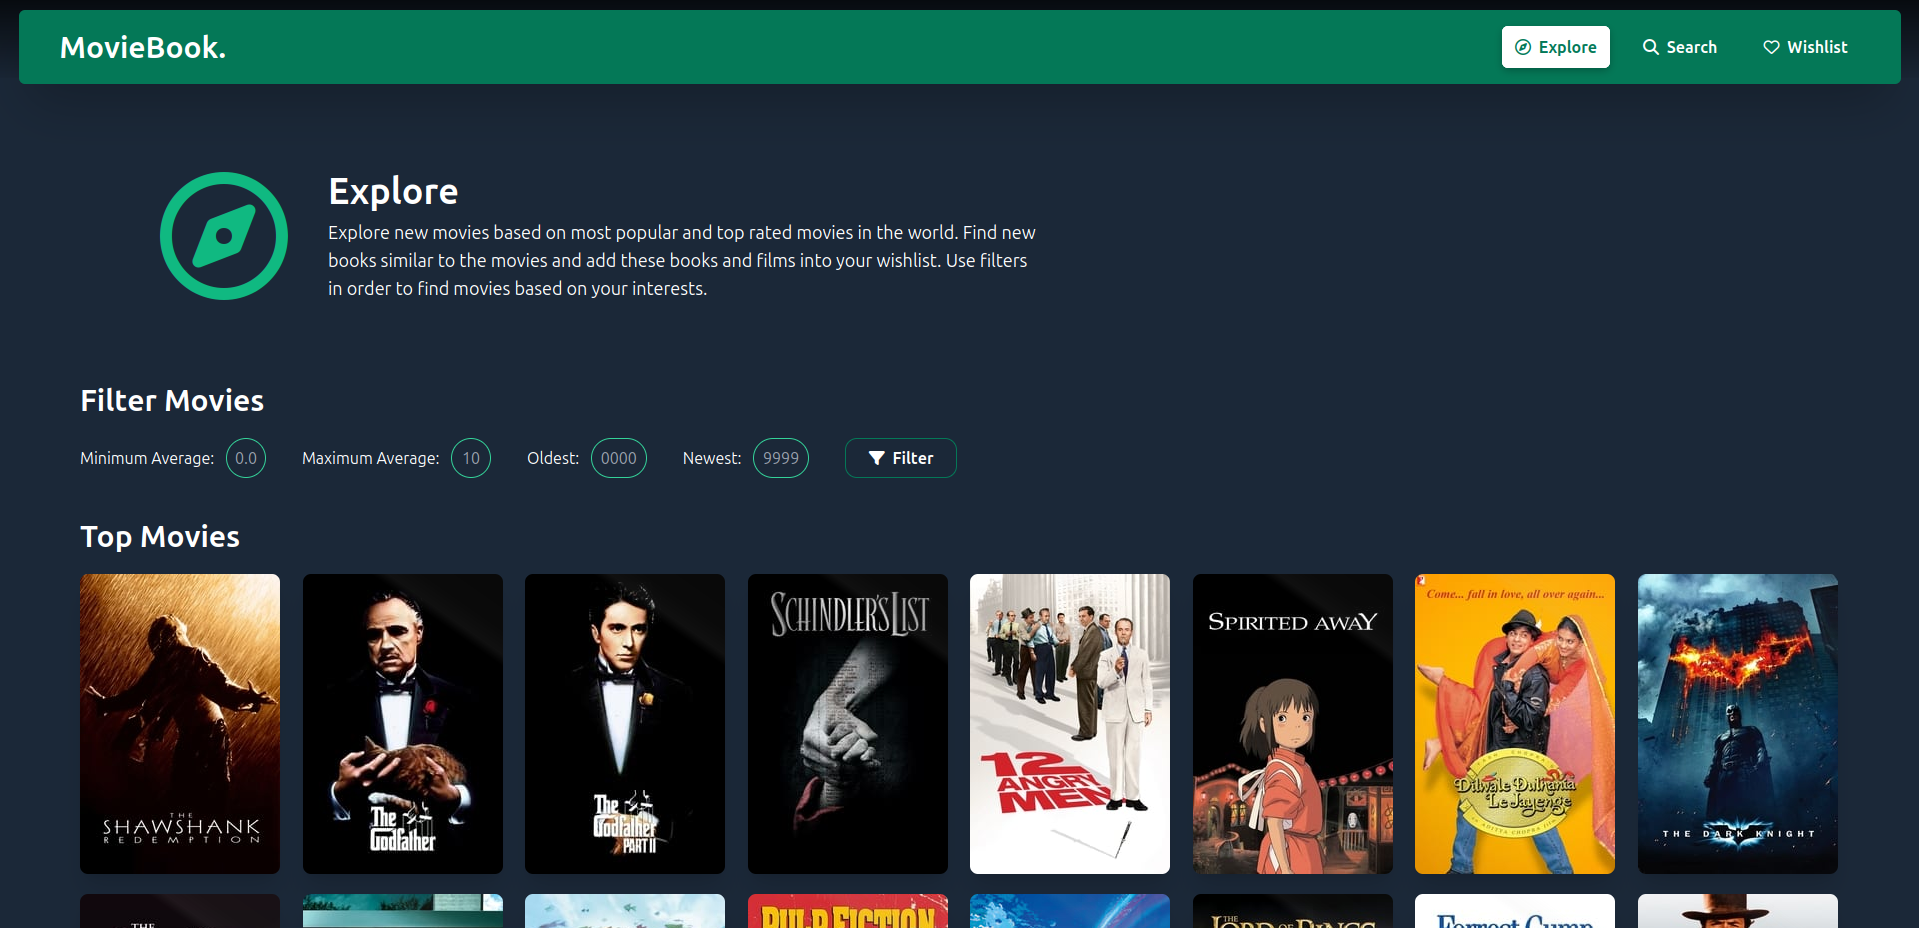 MovieBook.
Explore
Search
Wishlist
Explore
Explore new movies based on most popular and top rated movies in the world. Find new
books similar to the movies and add these books and films into your wishlist. Use filters
in order to find movies based on your interests.
Filter Movies
Minimum Average: 0.0 Maximum Average: 10 Oldest: 0000 Newest: 9999 Filter
Top Movies
THE
SHAWSHANK
REDEMPTION
The
Godfather
The
Godfather
PART II
SCHINDLER'S LIST
12
ANGRY
MEN
SPIRITED AWAY
Come... fall in love, all over again...
Dilwale Dulhania
Le Jayenge
AN ADITYA CHOPRA FILM
THE DARK KNIGHT
THE
PULP FICTION
THE
LORD OF THE RINGS
Forrest Gump